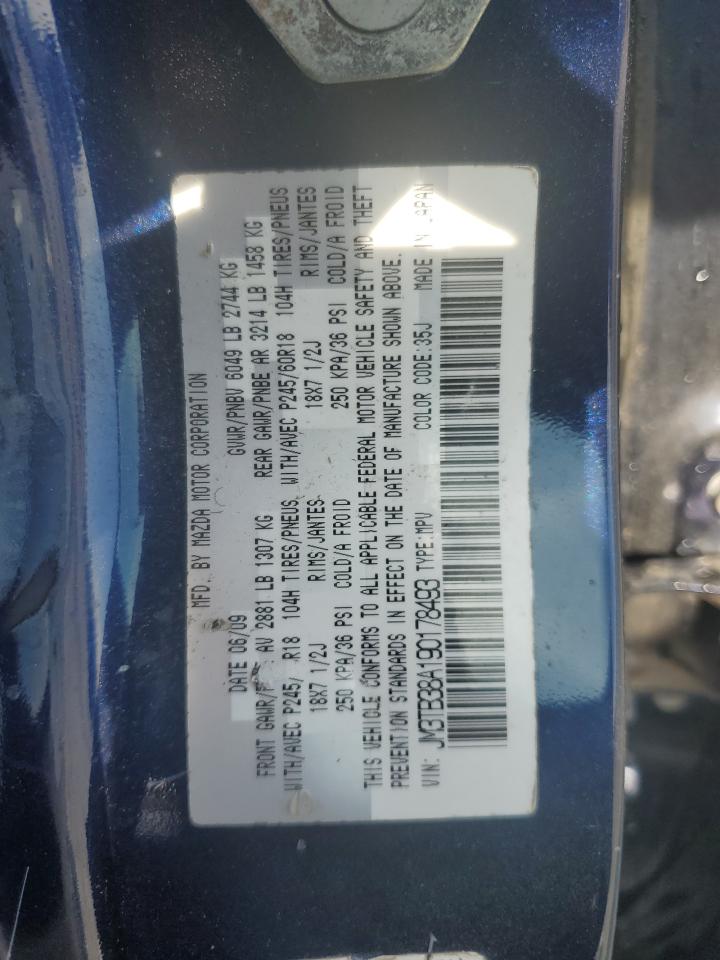 MFD. BY MAZDA MOTOR CORPORATION
DATE 06/09 GVWR/PNBV 6049 LB 2744 KG
FRONT GAWR/P AV 2881 LB 1307 KG REAR GAWR/PNBE AR 3214 LB 1458 KG
WITH/AVEC P245/ R18 104H TIRES/PNEUS, WITH/AVEC P245/60R18 104H TIRES/PNEUS
18X7 1/2J RIMS/JANTES, 18X7 1/2J RIMS/JANTES
250 KPA/36 PSI COLD/A FROID 250 KPA/36 PSI COLD/A FROID
THIS VEHICLE CONFORMS TO ALL APPLICABLE FEDERAL MOTOR VEHICLE SAFETY AND THEFT
PREVENTION STANDARDS IN EFFECT ON THE DATE OF MANUFACTURE SHOWN ABOVE.
VIN: JM3TB38A190178493 TYPE:MPV COLOR CODE:35J MADE IN JAPAN